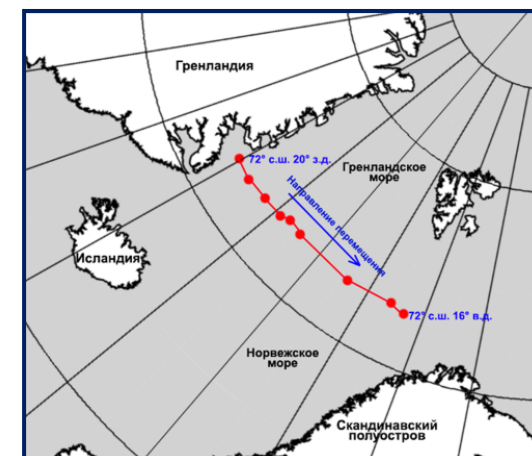 Гренландия
72° с.ш. 20° з.д.
Гренландское
море
Направление перемещения
Исландия
72° с.ш. 16° в.д.
Норвежское
море
Скандинавский
полуостров